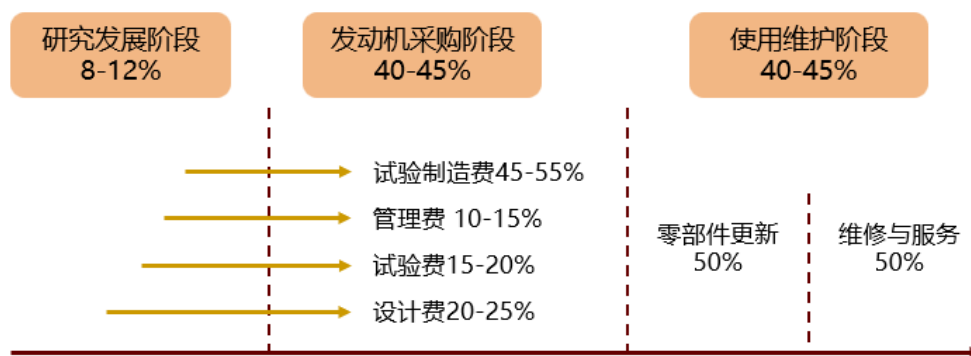 研究发展阶段
8-12%
发动机采购阶段
40-45%
使用维护阶段
40-45%
试验制造费45-55%
管理费 10-15%
试验费15-20%
设计费20-25%
零部件更新
50%
维修与服务
50%